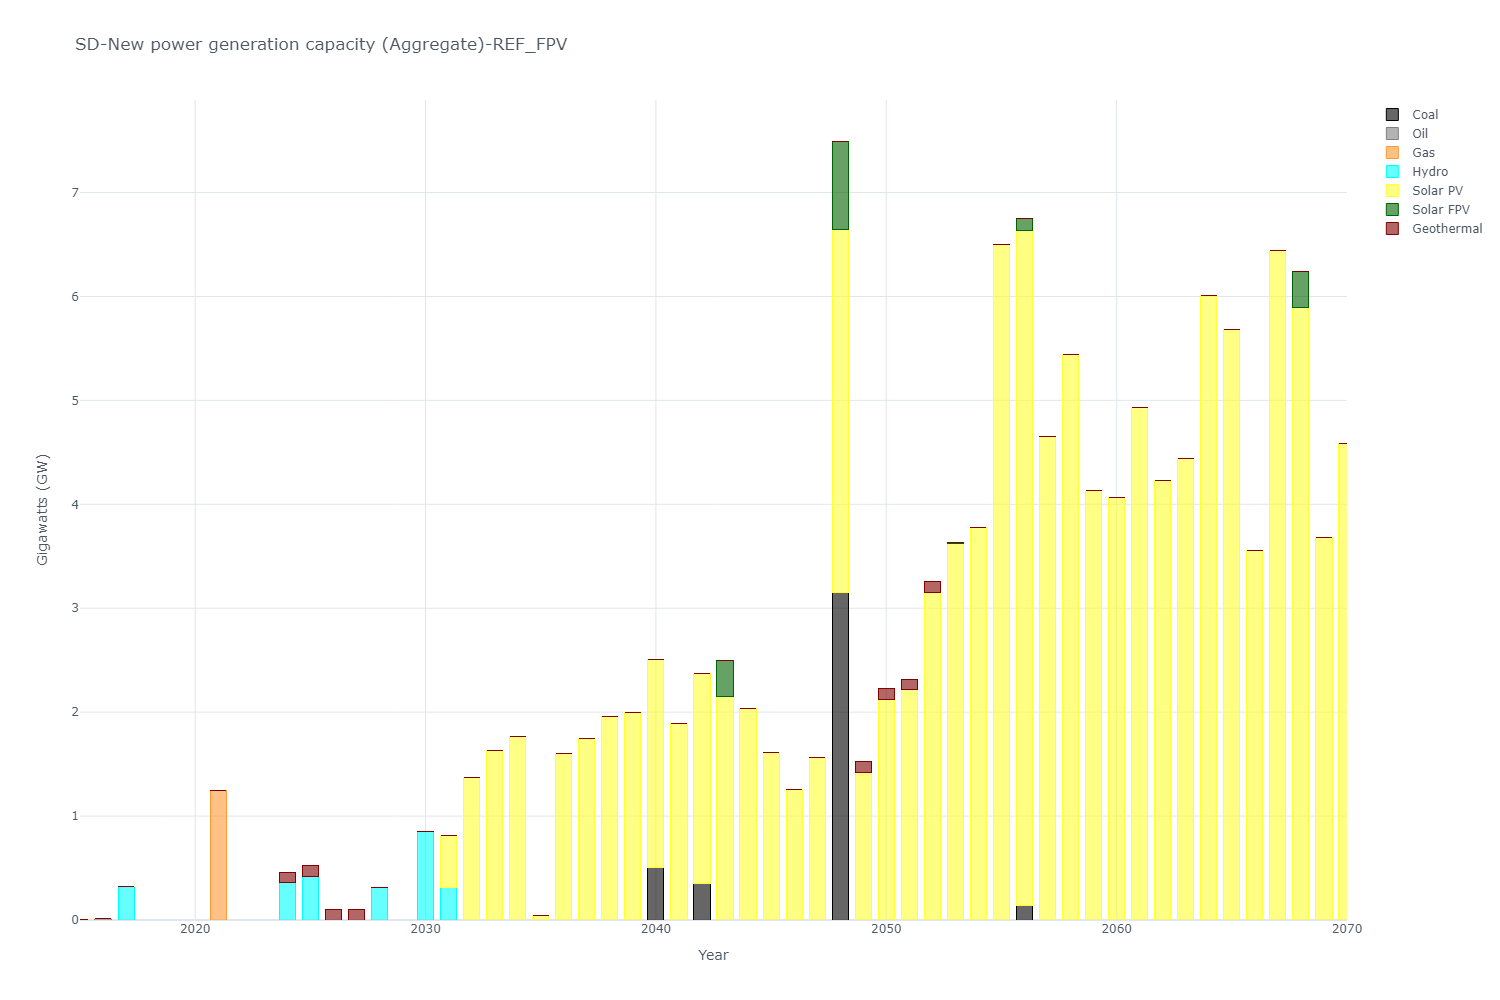 SD-New power generation capacity (Aggregate)-REF_FPV
Coal
Oil
Gas
Hydro
Solar PV
Solar FPV
Geothermal
7
6
5
4
3
2
1
0
Gigawatts (GW)
2020
2030
2040
2050
2060
2070
Year